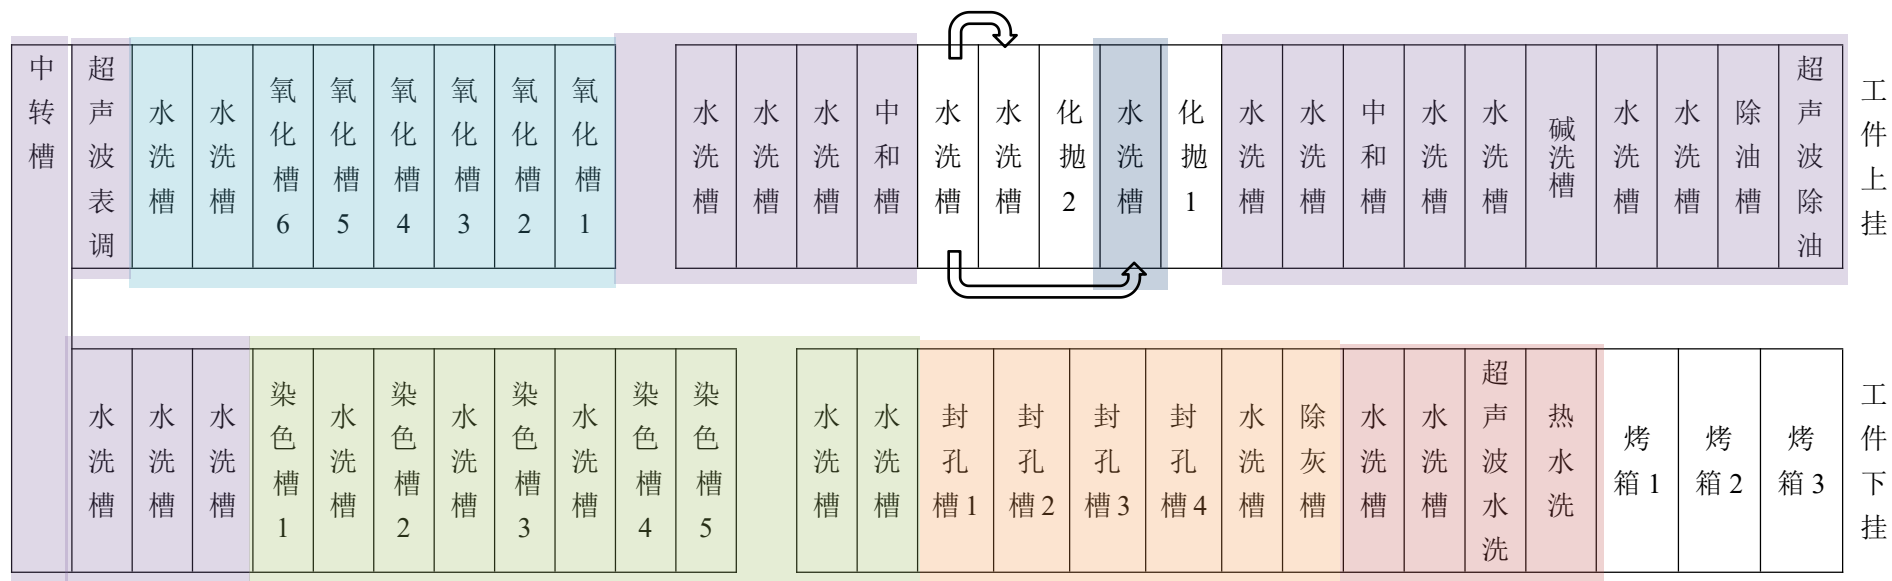 中转槽
超声波表调
水洗槽
水洗槽
氧化槽6
氧化槽5
氧化槽4
氧化槽3
氧化槽2
氧化槽1
水洗槽
水洗槽
水洗槽
中和槽
水洗槽
水洗槽
化抛2
水洗槽
化抛1
水洗槽
水洗槽
中和槽
水洗槽
水洗槽
碱洗槽
水洗槽
水洗槽
除油槽
超声波除油
工件上挂
水洗槽
水洗槽
水洗槽
染色槽1
水洗槽
染色槽2
水洗槽
染色槽3
水洗槽
染色槽4
染色槽5
水洗槽
水洗槽
封孔槽1
封孔槽2
封孔槽3
封孔槽4
水洗槽
除灰槽
水洗槽
水洗槽
超声波水洗
热水洗
烤箱1
烤箱2
烤箱3
工件下挂